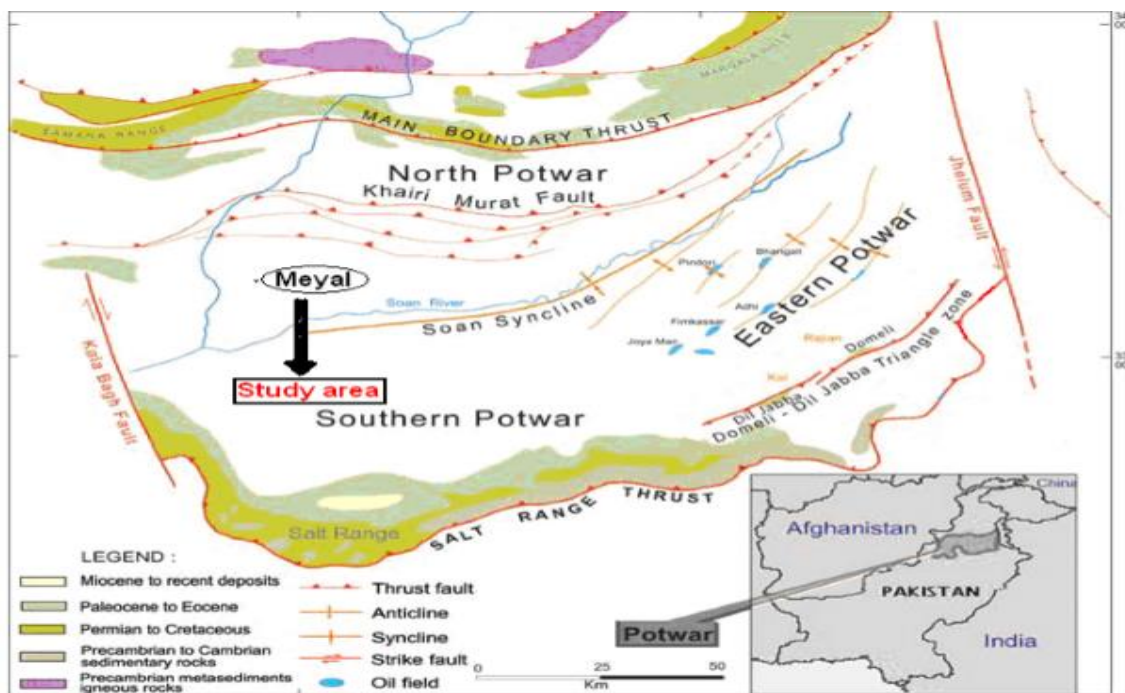 34
00
MARGALA HILLS
SAMANA RANGE
MAIN BOUNDARY THRUST
North Potwar
Khairi Murat Fault
Jhelum Fault
Meyal
Soan River
Soan Syncline
Pindori
Bhangali
Eastern Potwar
Adhi
Fimkassar
Joya Mair
Rajian
Domeli
Kal
Dil Jabba
Domeli - Dil Jabba Triangle zone
Kala Bagh Fault
Study area
Southern Potwar
SALT RANGE THRUST
Salt Range
LEGEND :
Miocene to recent deposits
Paleocene to Eocene
Permian to Cretaceous
Precambrian to Cambrian
sedimentary rocks
Precambrian metasediments
igneous rocks
Thrust fault
Anticline
Syncline
Strike fault
Oil field
0 25 50
Km
China
Afghanistan
PAKISTAN
India
Potwar